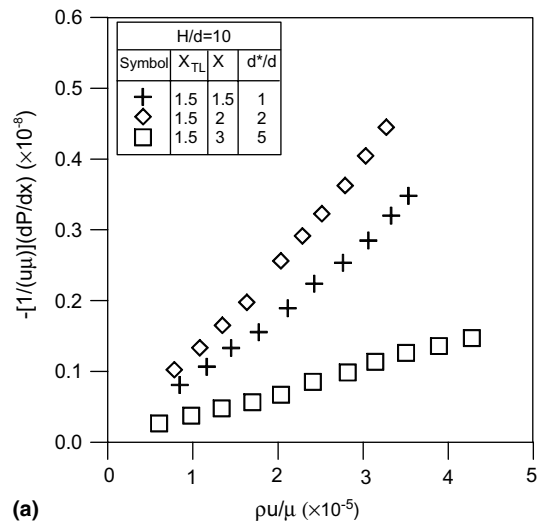 -0.6
0.5
0.4
0.3
0.2
0.1
0.0
-[1/(uμ)](dP/dx) (×10⁻⁸)
H/d=10
Symbol X_TL X d*/d
+ 1.5 1.5 1
◇ 1.5 2 2
□ 1.5 3 5
0 1 2 3 4 5
(a) ρu/μ (×10⁻⁵)